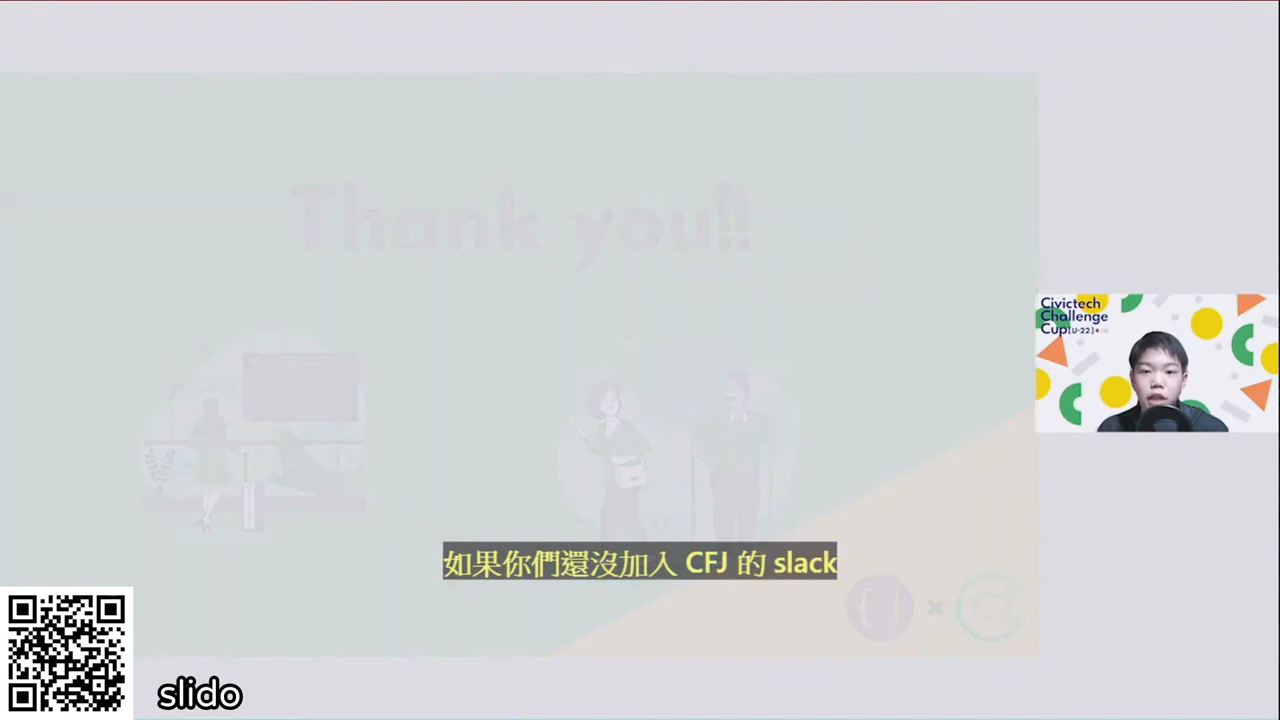 Thank you!!
Civictech
Challenge
Cup[U-22]
如果你們還沒加入 CFJ 的 slack
{ } × C
slido